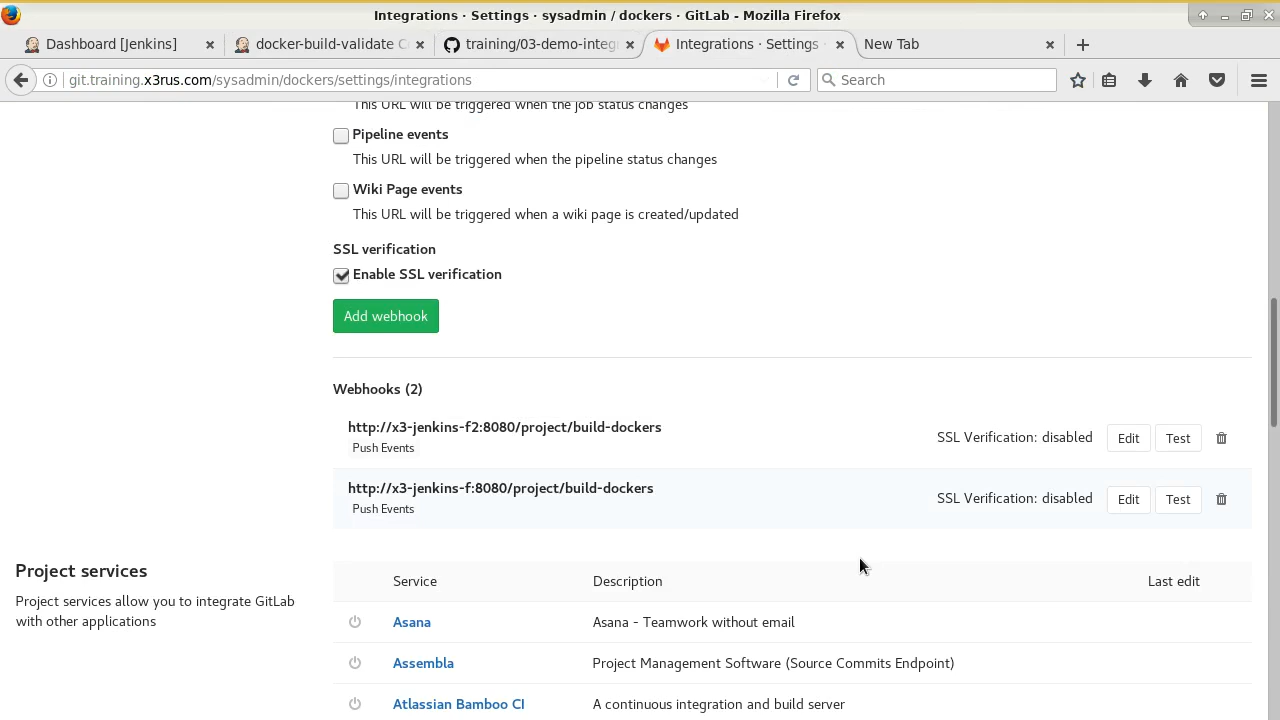 Integrations · Settings · sysadmin / dockers · GitLab - Mozilla Firefox
Dashboard [Jenkins]
docker-build-validate C
training/03-demo-integ
Integrations · Settings ·
New Tab
git.training.x3rus.com/sysadmin/dockers/settings/integrations
Search
This URL will be triggered when the job status changes
Pipeline events
This URL will be triggered when the pipeline status changes
Wiki Page events
This URL will be triggered when a wiki page is created/updated
SSL verification
Enable SSL verification
Add webhook
Webhooks (2)
http://x3-jenkins-f2:8080/project/build-dockers
Push Events
SSL Verification: disabled
Edit
Test
http://x3-jenkins-f:8080/project/build-dockers
Push Events
SSL Verification: disabled
Edit
Test
Project services
Project services allow you to integrate GitLab
with other applications
Service
Description
Last edit
Asana
Asana - Teamwork without email
Assembla
Project Management Software (Source Commits Endpoint)
Atlassian Bamboo CI
A continuous integration and build server